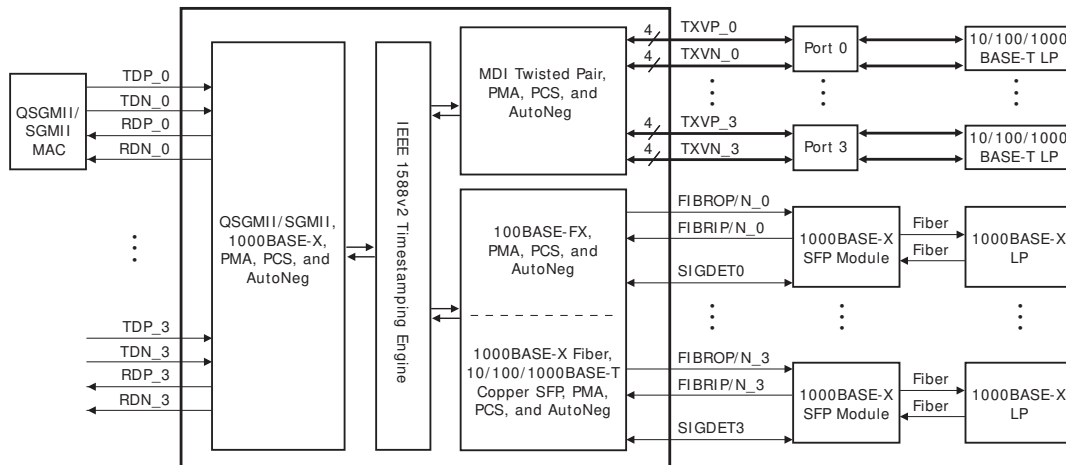 QSGMII/
SGMII
MAC
TDP_0
TDN_0
RDP_0
RDN_0
TDP_3
TDN_3
RDP_3
RDN_3
QSGMII/SGMII,
1000BASE-X,
PMA, PCS, and
AutoNeg
IEEE 1588v2 Timestamping Engine
MDI Twisted Pair,
PMA, PCS, and
AutoNeg
100BASE-FX,
PMA, PCS, and
AutoNeg
1000BASE-X Fiber,
10/100/1000BASE-T
Copper SFP, PMA,
PCS, and AutoNeg
4
TXVP_0
4
TXVN_0
4
TXVP_3
4
TXVN_3
Port 0
Port 3
10/100/1000
BASE-T LP
10/100/1000
BASE-T LP
FIBROP/N_0
FIBRIP/N_0
SIGDET0
1000BASE-X
SFP Module
Fiber
Fiber
1000BASE-X
LP
FIBROP/N_3
FIBRIP/N_3
SIGDET3
1000BASE-X
SFP Module
Fiber
Fiber
1000BASE-X
LP